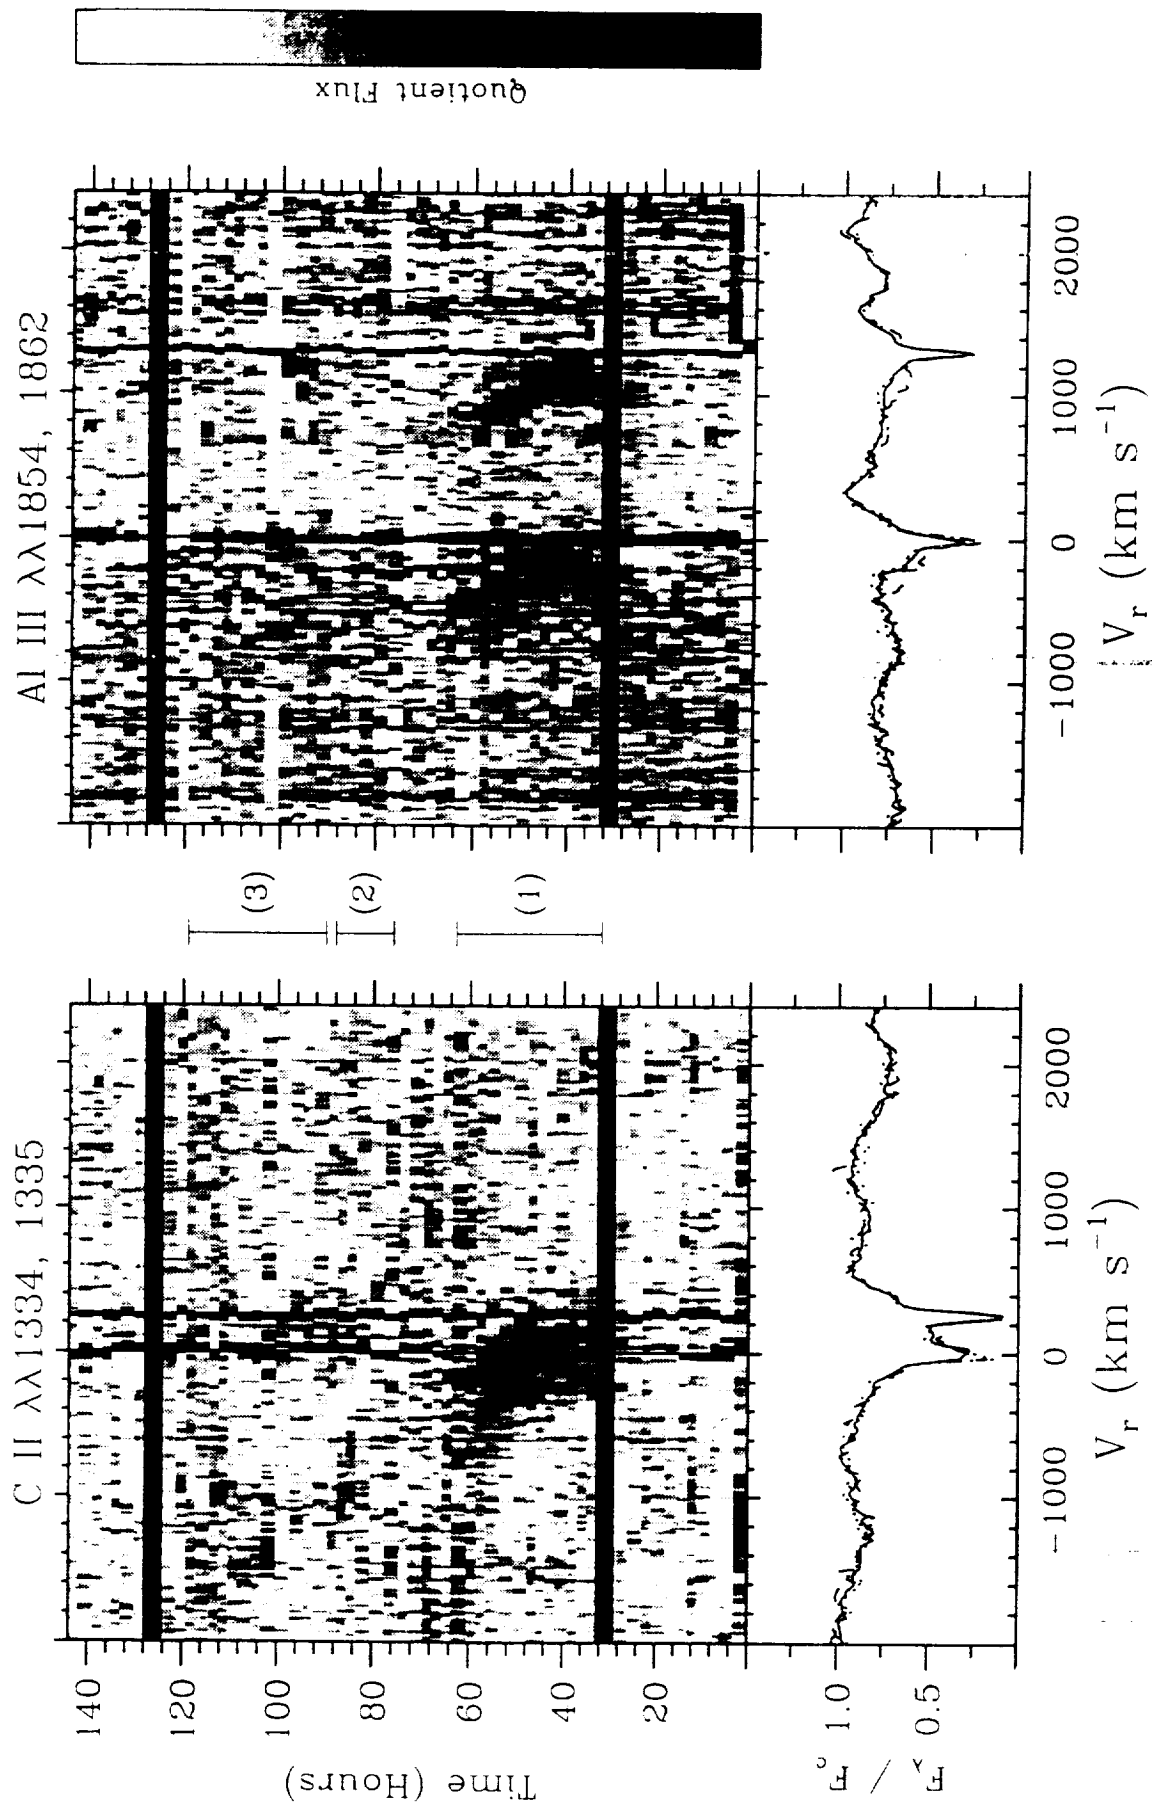 C II λλ1334, 1335
Al III λλ1854, 1862
Quotient Flux
Time (Hours)
140
120
100
80
60
40
20
(3)
(2)
(1)
F_λ / F_c
1.0
0.5
−1000
0
1000
2000
V_r (km s⁻¹)
−1000
0
1000
2000
V_r (km s⁻¹)